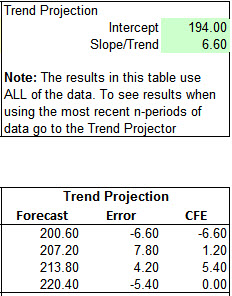 Trend Projection
Intercept 194.00
Slope/Trend 6.60
Note: The results in this table use
ALL of the data. To see results when
using the most recent n-periods of
data go to the Trend Projector
Trend Projection
Forecast Error CFE
200.60 -6.60 -6.60
207.20 7.80 1.20
213.80 4.20 5.40
220.40 -5.40 0.00